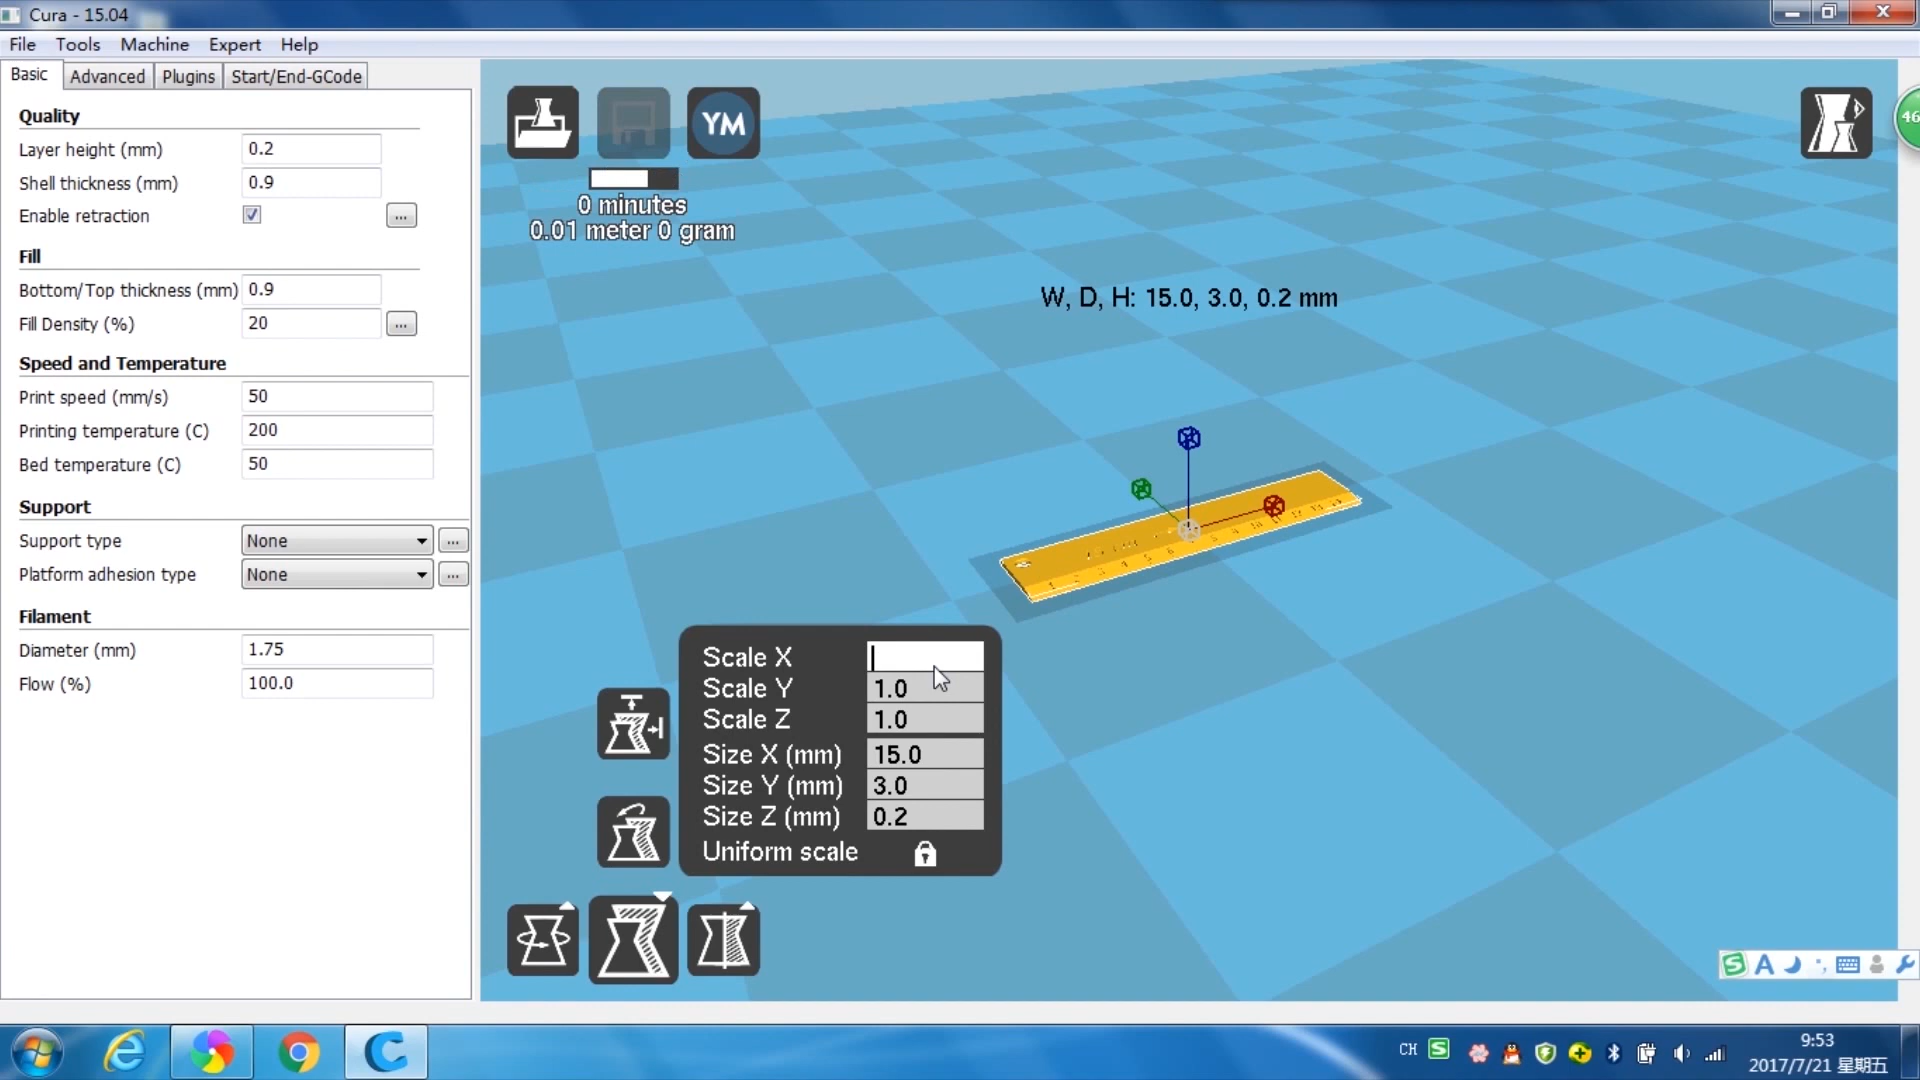 Cura - 15.04
File Tools Machine Expert Help
Basic Advanced Plugins Start/End-GCode
Quality
Layer height (mm) 0.2
Shell thickness (mm) 0.9
Enable retraction ...
Fill
Bottom/Top thickness (mm) 0.9
Fill Density (%) 20 ...
Speed and Temperature
Print speed (mm/s) 50
Printing temperature (C) 200
Bed temperature (C) 50
Support
Support type None ...
Platform adhesion type None ...
Filament
Diameter (mm) 1.75
Flow (%) 100.0
YM
46
0 minutes
0.01 meter 0 gram
W, D, H: 15.0, 3.0, 0.2 mm
Scale X
Scale Y 1.0
Scale Z 1.0
Size X (mm) 15.0
Size Y (mm) 3.0
Size Z (mm) 0.2
Uniform scale
S A
CH S
9:53
2017/7/21 星期五